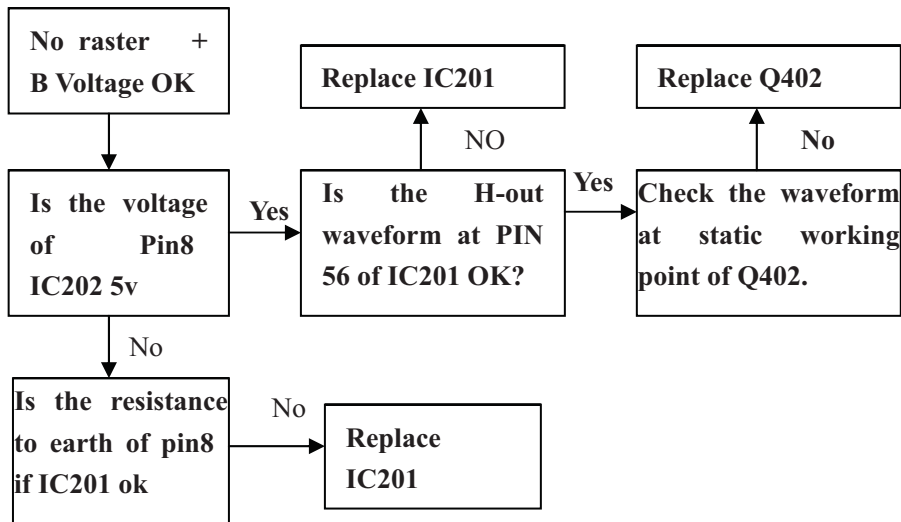 No raster +
B Voltage OK
Replace IC201
Replace Q402
NO
No
Is the voltage
of Pin8
IC202 5v
Yes
Is the H-out
waveform at PIN
56 of IC201 OK?
Yes
Check the waveform
at static working
point of Q402.
No
Is the resistance
to earth of pin8
if IC201 ok
No
Replace
IC201